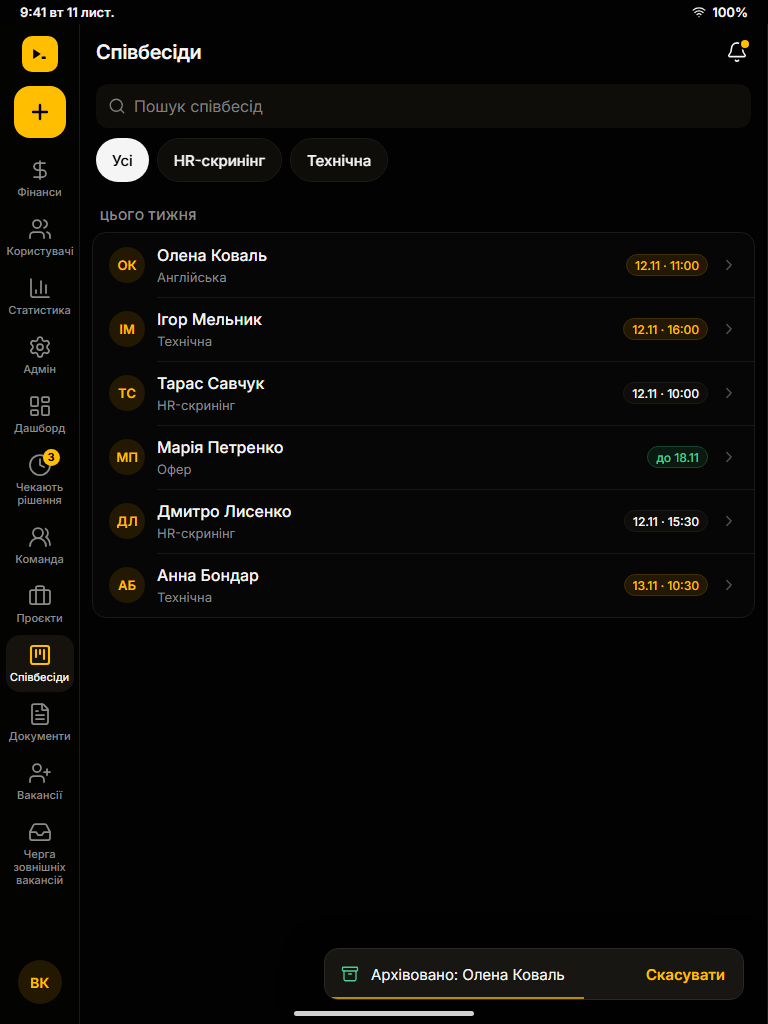 9:41 вт 11 лист.
100%
Співбесіди
Пошук співбесід
Усі
HR-скринінг
Технічна
ЦЬОГО ТИЖНЯ
ОК
Олена Коваль
Англійська
12.11 · 11:00
ІМ
Ігор Мельник
Технічна
12.11 · 16:00
ТС
Тарас Савчук
HR-скринінг
12.11 · 10:00
МП
Марія Петренко
Офер
до 18.11
ДЛ
Дмитро Лисенко
HR-скринінг
12.11 · 15:30
АБ
Анна Бондар
Технічна
13.11 · 10:30
Фінанси
Користувачі
Статистика
Адмін
Дашборд
3
Чекають
рішення
Команда
Проєкти
Співбесіди
Документи
Вакансії
Черга
зовнішніх
вакансій
ВК
Архівовано: Олена Коваль
Скасувати